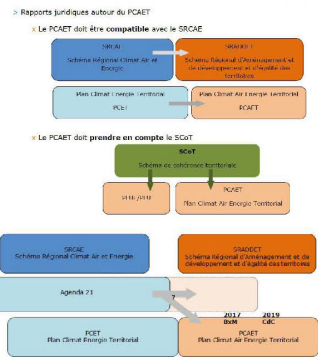 > Rapports juridiques autour du PCAET
x Le PCAET doit être compatible avec le SRCAE
SRCAE
Schéma Régional Climat Air et
Energie
SRADDET
Schéma Régional d'Aménagement et
de développement et d'égalité des
territoires
Plan Climat Energie Territorial
PCET
Plan Climat Air Energie Territorial
PCAET
x Le PCAET doit prendre en compte le SCoT
SCoT
Schéma de cohérence territoriale
PCAET
Plan Climat Air Energie Territorial
SRCAE
Schéma Régional Climat Air et Energie
SRADDET
Schéma Régional d'Aménagement et de
développement et d'égalité des territoires
Agenda 21
?
2017
BxM
2019
CdC
PCET
Plan Climat Energie Territorial
PCAET
Plan Climat Air Energie Territorial